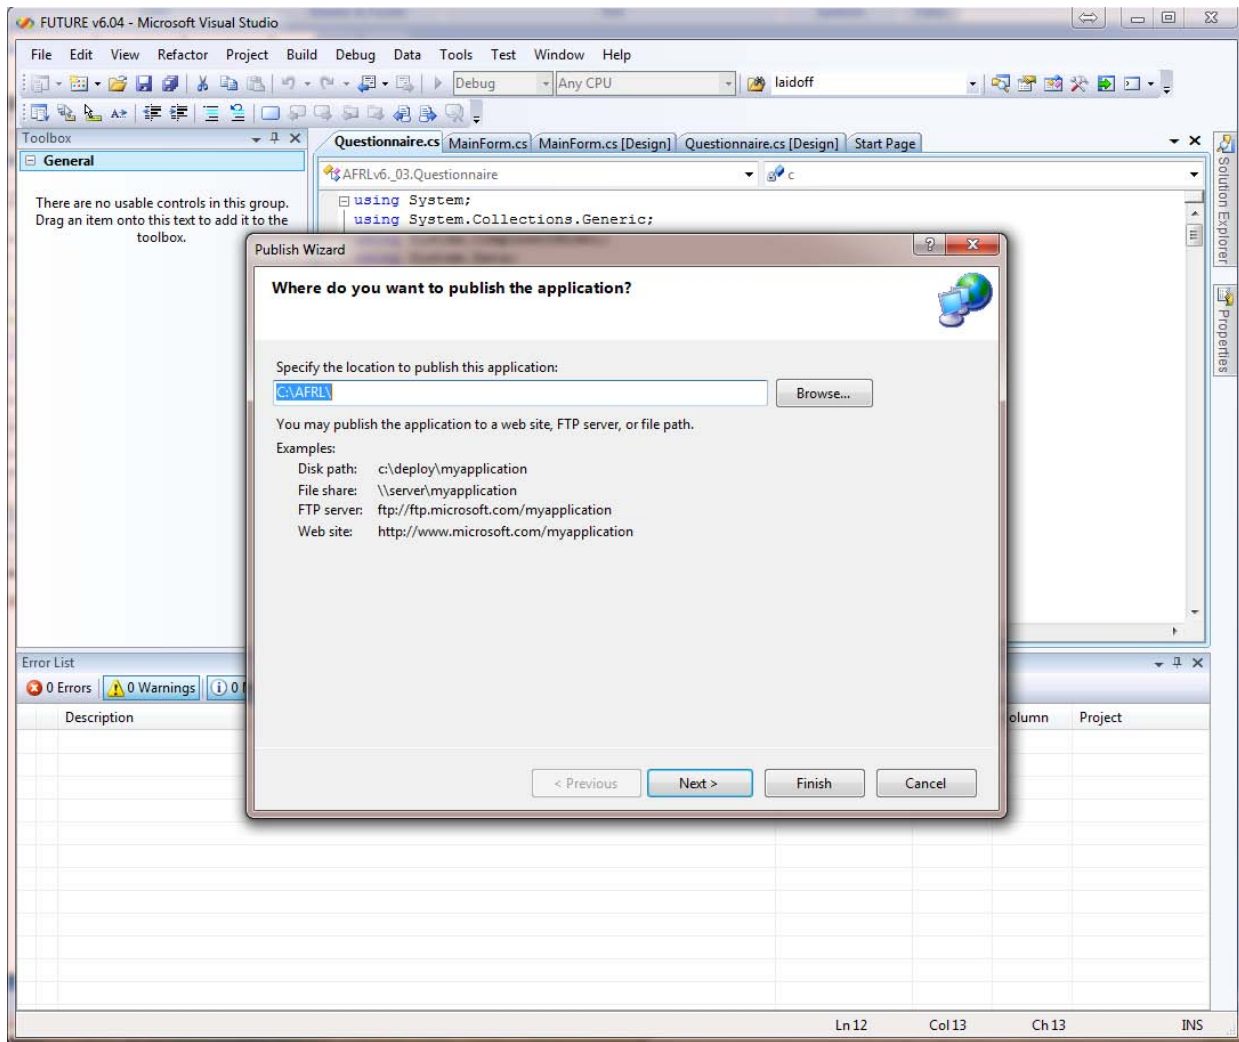 FUTURE v6.04 - Microsoft Visual Studio
File Edit View Refactor Project Build Debug Data Tools Test Window Help
Debug Any CPU laidoff
Toolbox
General
There are no usable controls in this group.
Drag an item onto this text to add it to the
toolbox.
Questionnaire.cs MainForm.cs MainForm.cs [Design] Questionnaire.cs [Design] Start Page
AFRLv6._03.Questionnaire c
using System;
using System.Collections.Generic;
Solution Explorer
Properties
Publish Wizard
Where do you want to publish the application?
Specify the location to publish this application:
C:\AFRL\
Browse...
You may publish the application to a web site, FTP server, or file path.
Examples:
Disk path: c:\deploy\myapplication
File share: \\server\myapplication
FTP server: ftp://ftp.microsoft.com/myapplication
Web site: http://www.microsoft.com/myapplication
< Previous Next > Finish Cancel
Error List
0 Errors 0 Warnings 0
Description olumn Project
Ln 12 Col 13 Ch 13 INS